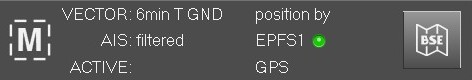 M
VECTOR: 6min T GND
AIS: filtered
ACTIVE:
position by
EPFS1
GPS
BSE